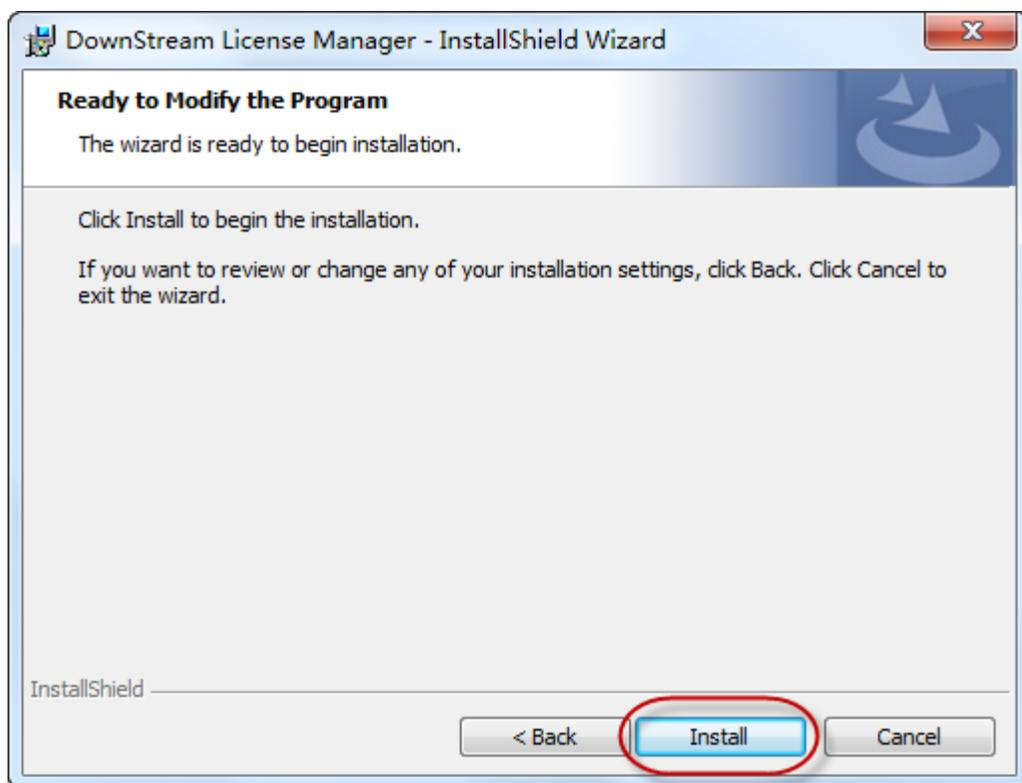 DownStream License Manager - InstallShield Wizard
Ready to Modify the Program
The wizard is ready to begin installation.
Click Install to begin the installation.
If you want to review or change any of your installation settings, click Back. Click Cancel to
exit the wizard.
InstallShield
< Back
Install
Cancel